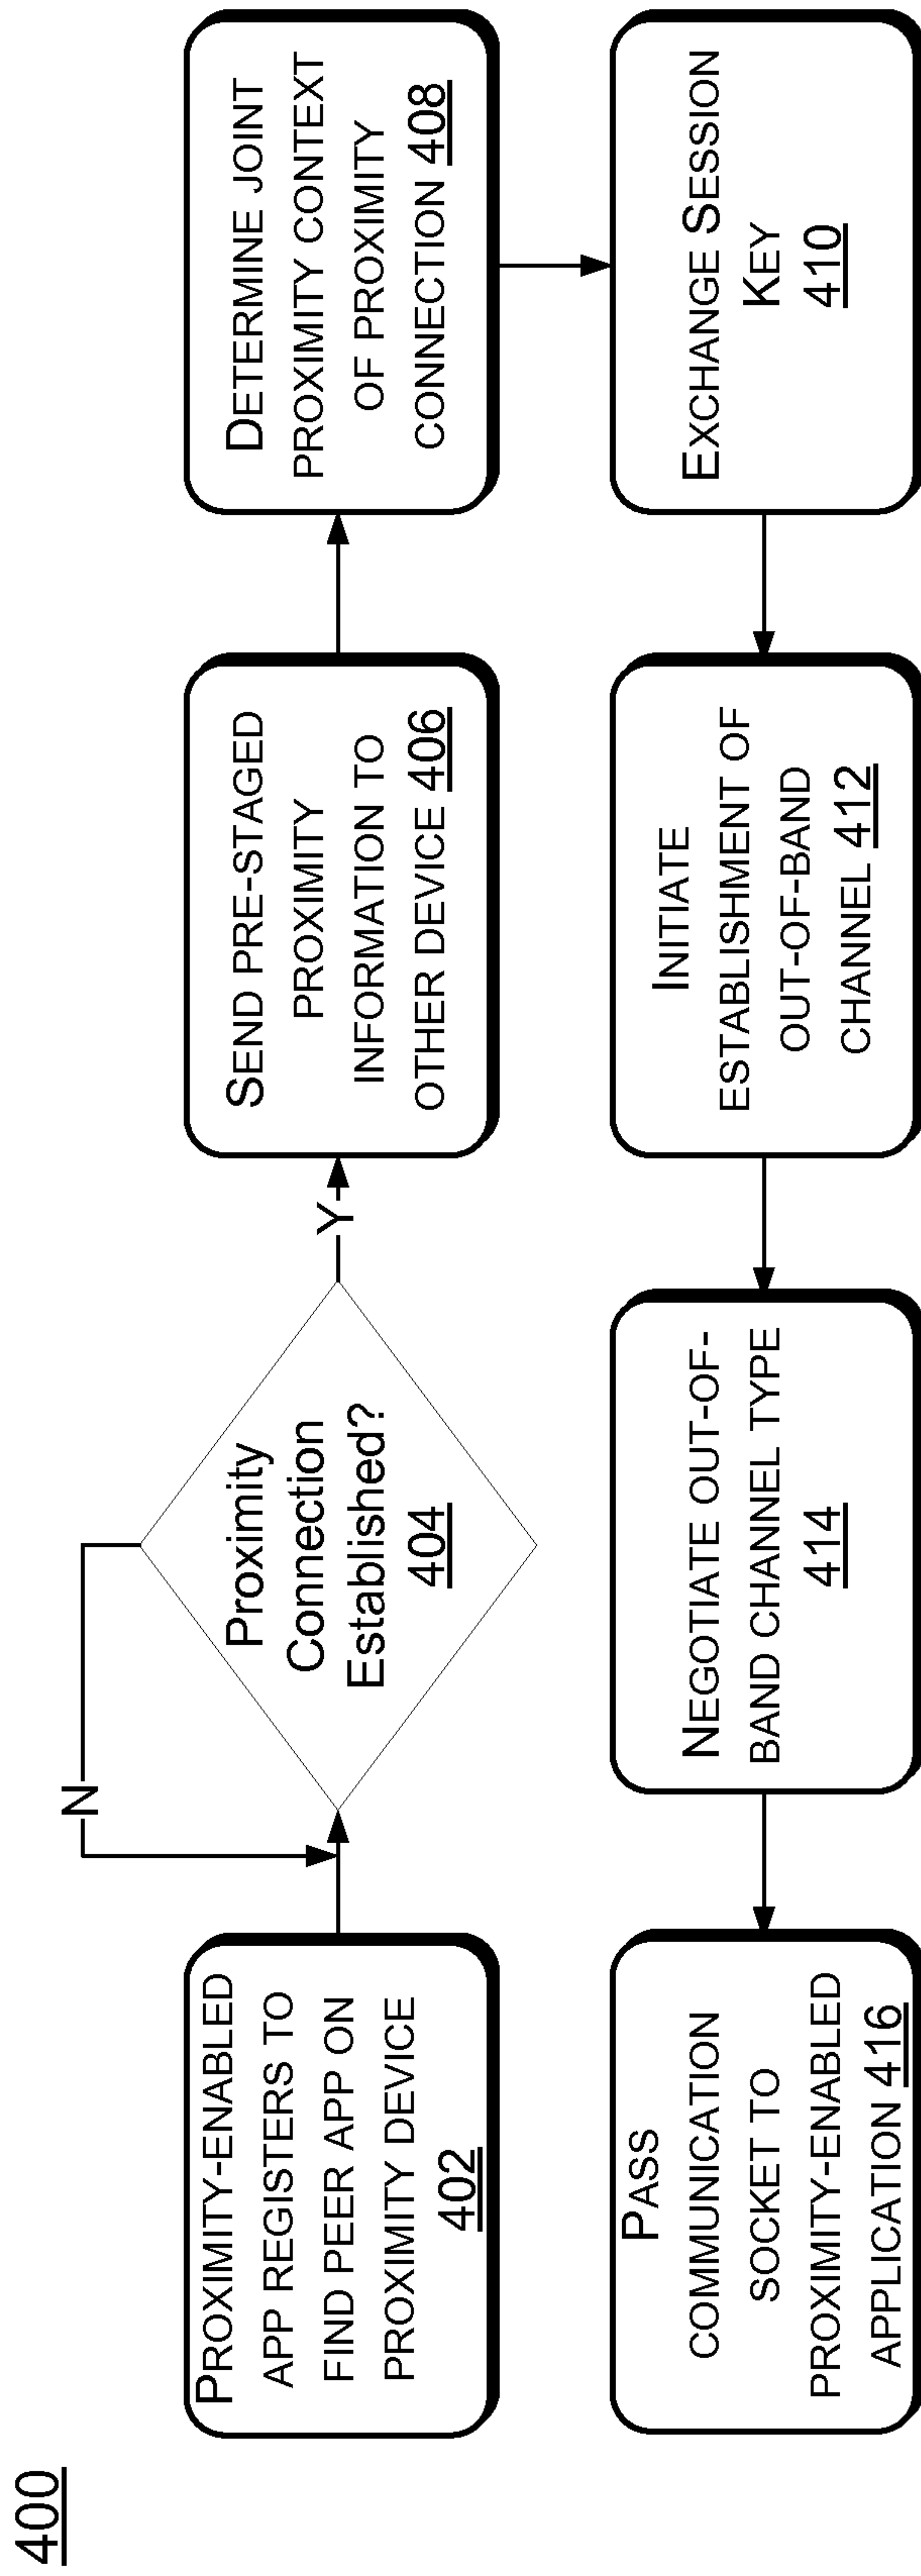 400
PROXIMITY-ENABLED
APP REGISTERS TO
FIND PEER APP ON
PROXIMITY DEVICE
402
N
Proximity
Connection
Established?
404
Y
SEND PRE-STAGED
PROXIMITY
INFORMATION TO
OTHER DEVICE 406
DETERMINE JOINT
PROXIMITY CONTEXT
OF PROXIMITY
CONNECTION 408
EXCHANGE SESSION
KEY
410
INITIATE
ESTABLISHMENT OF
OUT-OF-BAND
CHANNEL 412
NEGOTIATE OUT-OF-
BAND CHANNEL TYPE
414
PASS
COMMUNICATION
SOCKET TO
PROXIMITY-ENABLED
APPLICATION 416